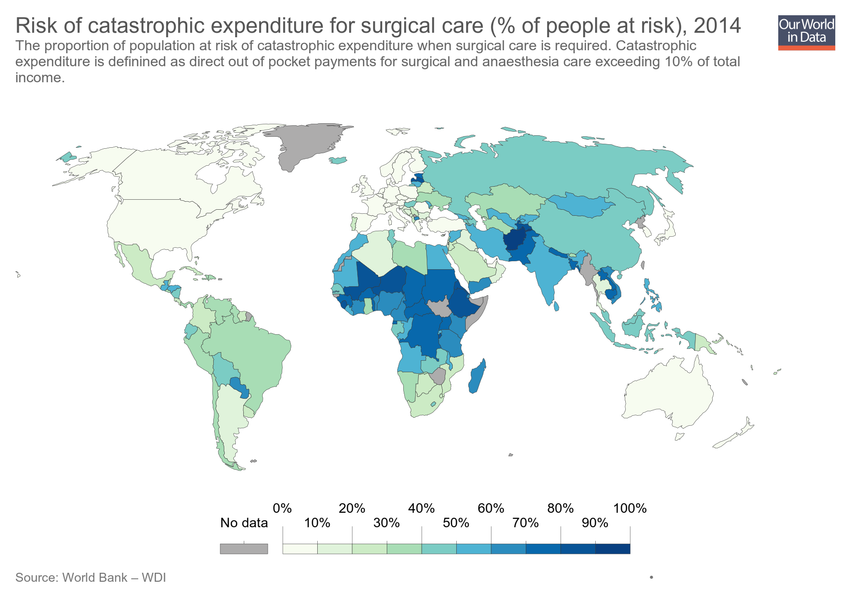 Risk of catastrophic expenditure for surgical care (% of people at risk), 2014
Our World
in Data
The proportion of population at risk of catastrophic expenditure when surgical care is required. Catastrophic
expenditure is definined as direct out of pocket payments for surgical and anaesthesia care exceeding 10% of total
income.
0% 20% 40% 60% 80% 100%
No data 10% 30% 50% 70% 90%
Source: World Bank – WDI